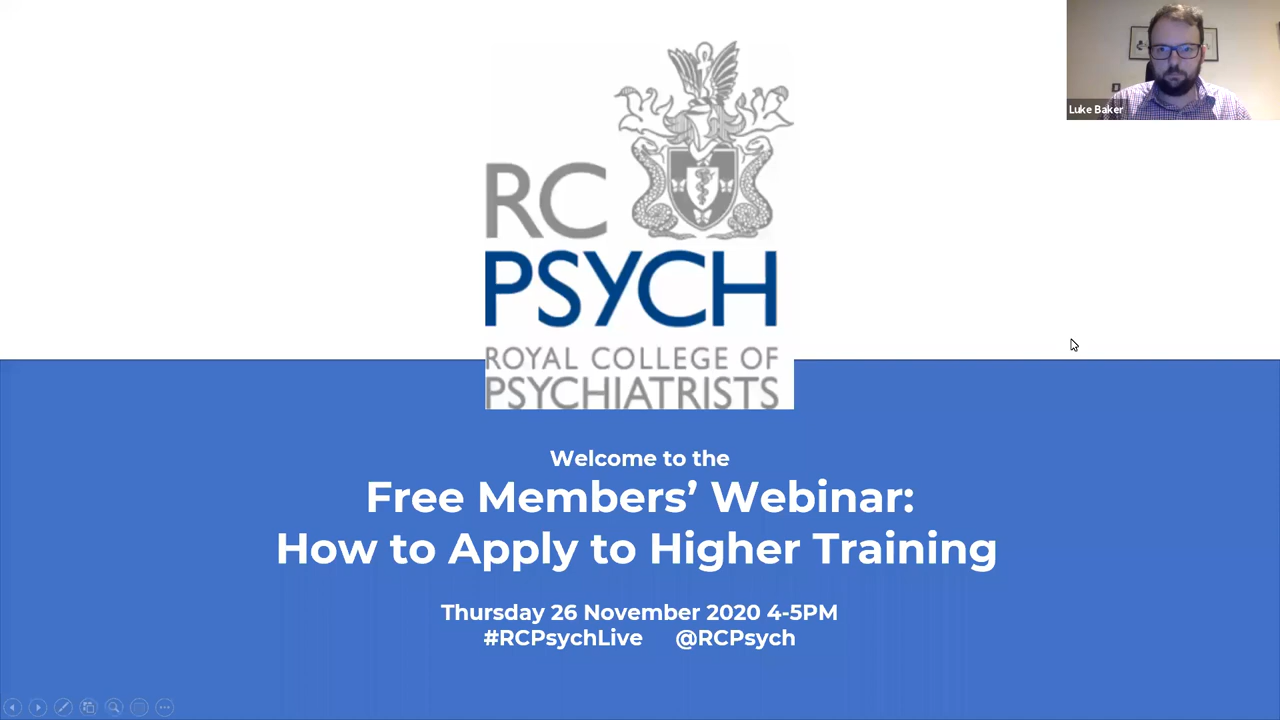 Luke Baker
RC
PSYCH
ROYAL COLLEGE OF
PSYCHIATRISTS
Welcome to the
Free Members’ Webinar:
How to Apply to Higher Training
Thursday 26 November 2020 4-5PM
#RCPsychLive @RCPsych